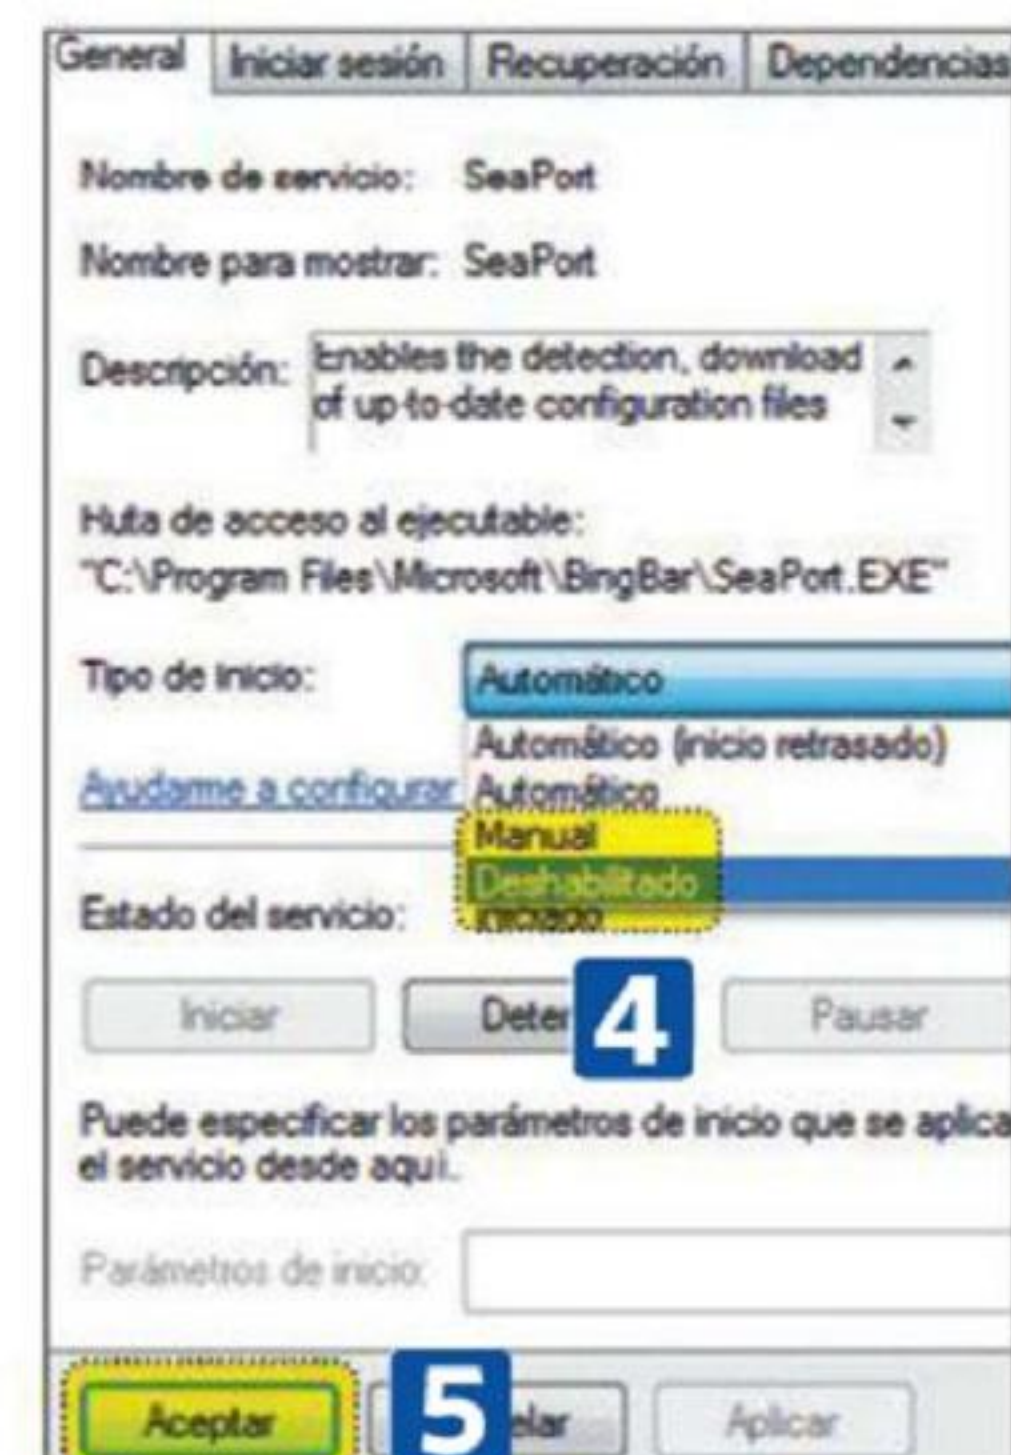 General Iniciar sesión Recuperación Dependencias
Nombre de servicio: SeaPort
Nombre para mostrar: SeaPort
Descripción: Enables the detection, download
of up-to-date configuration files
Ruta de acceso al ejecutable:
"C:\Program Files\Microsoft\BingBar\SeaPort.EXE"
Tipo de inicio: Automático
Automático (inicio retrasado)
Ayudarme a configurar Automático
Manual
Deshabilitado
Estado del servicio: Iniciado
Iniciar Deter 4 Pausar
Puede especificar los parámetros de inicio que se aplica
el servicio desde aquí.
Parámetros de inicio:
Aceptar 5 elar Aplicar